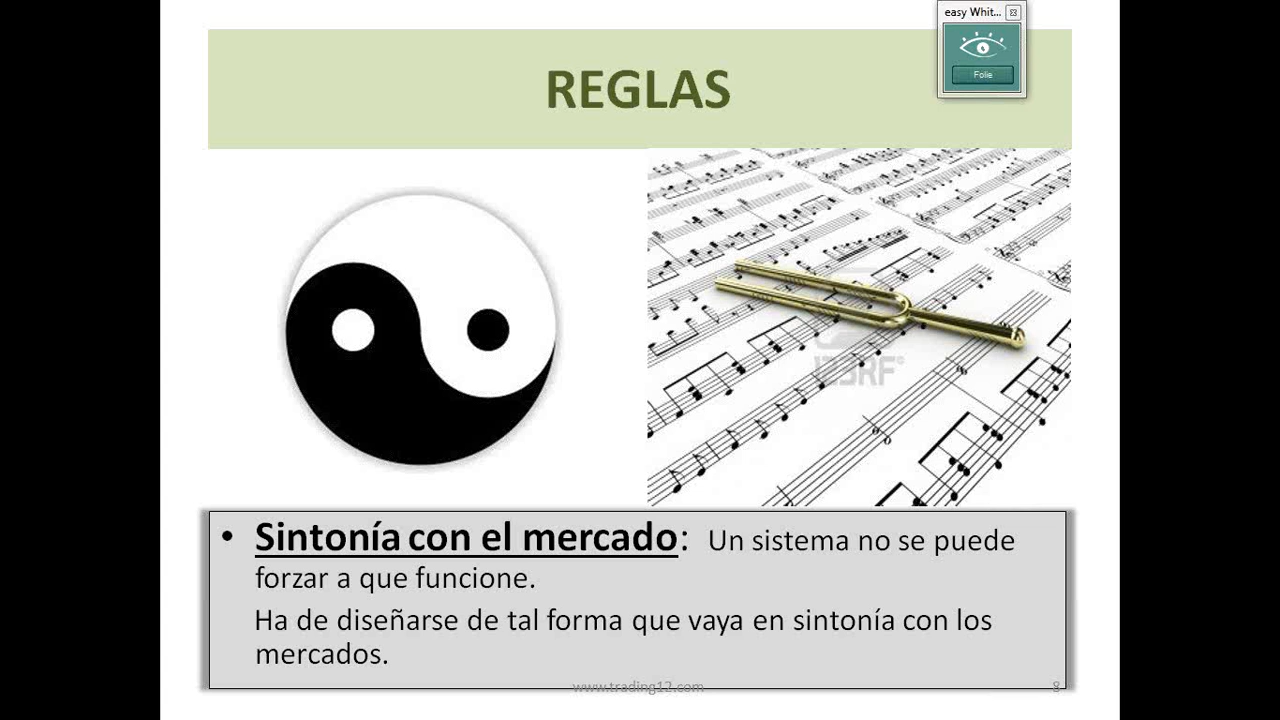 easy Whit...
Folie
REGLAS
123RF©
• Sintonía con el mercado: Un sistema no se puede
forzar a que funcione.
Ha de diseñarse de tal forma que vaya en sintonía con los
mercados.
www.trading12.com
8